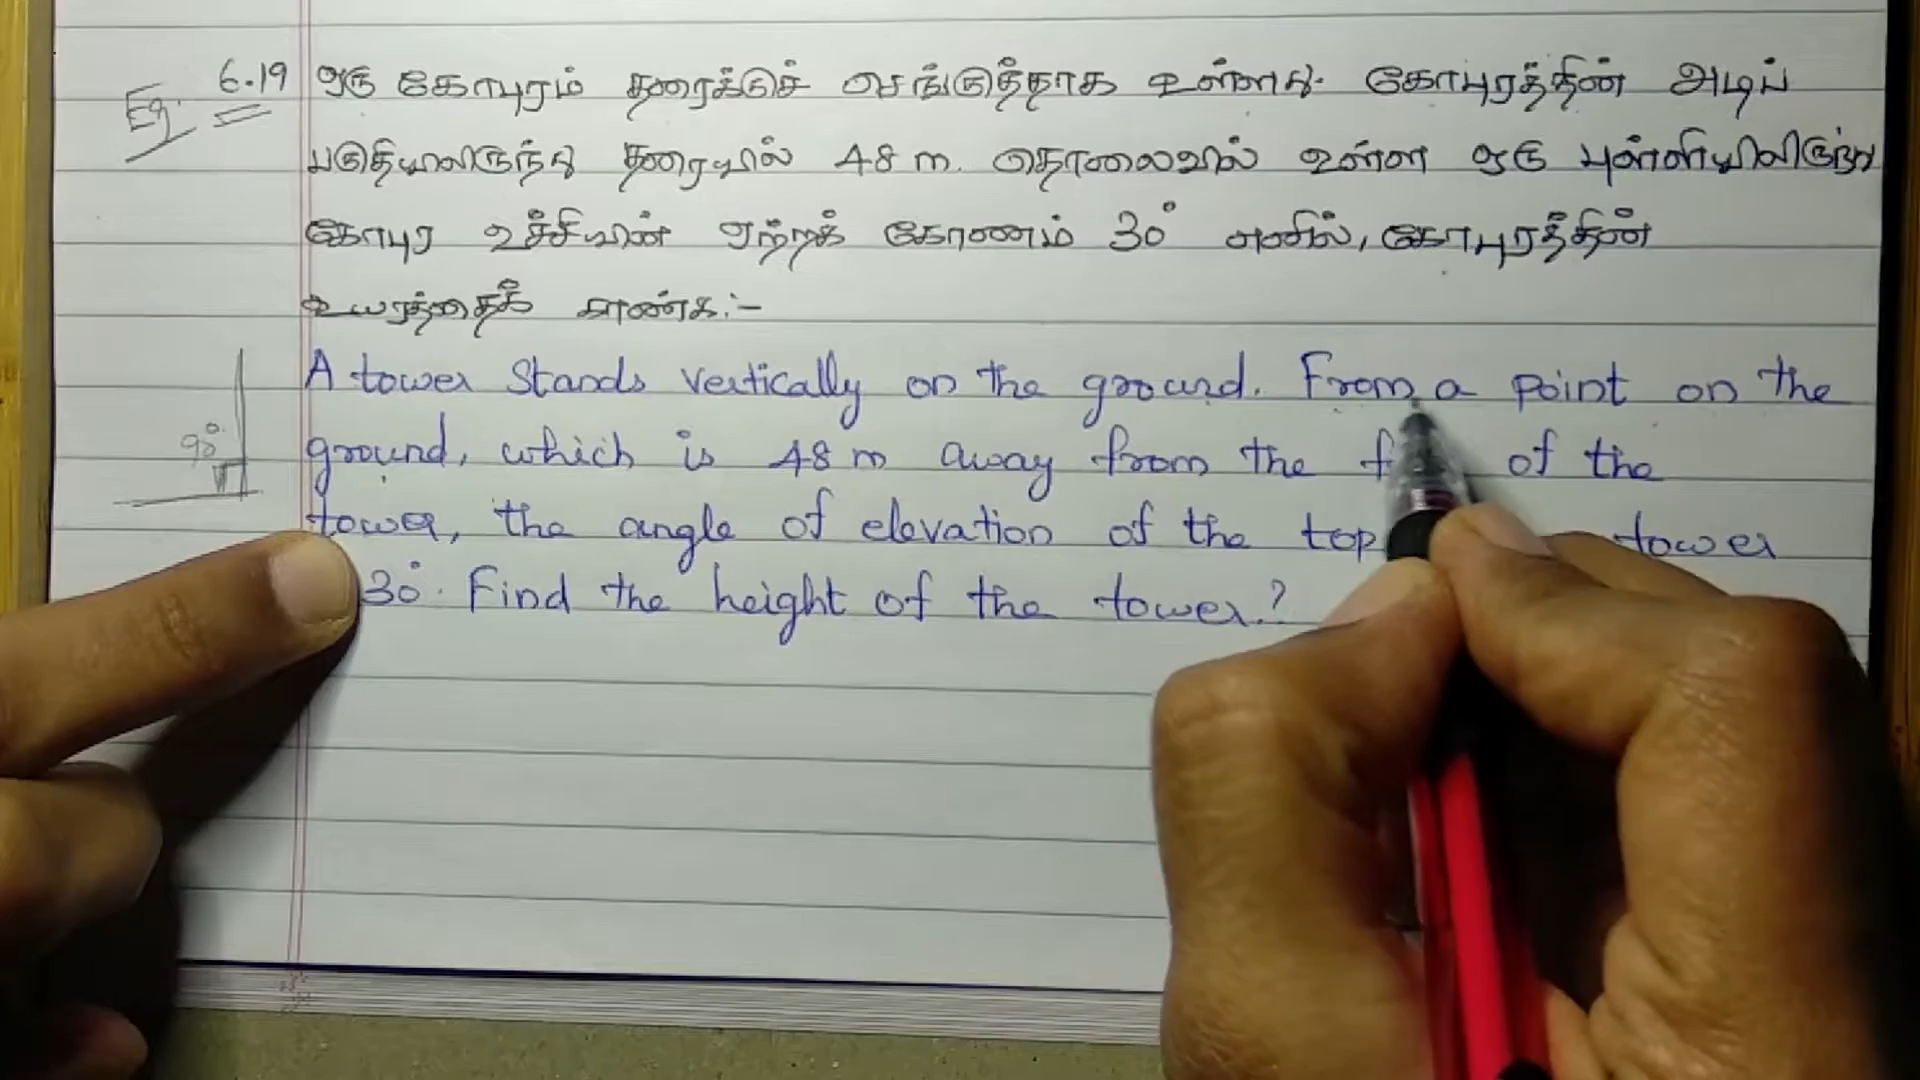 Eg. 6.19 ஒரு கோபுரம் தரைக்குச் செங்குத்தாக உள்ளது. கோபுரத்தின் அடிப்
பகுதியிலிருந்து தரையில் 48 m. தொலைவில் உள்ள ஒரு புள்ளியிலிருந்து
கோபுர உச்சியின் ஏற்றக் கோணம் 30° எனில், கோபுரத்தின்
உயரத்தைக் காண்க:-
A tower Stands vertically on the ground. From a point on the
ground, which is 48 m away from the of the
tower, the angle of elevation of the top tower
30°. Find the height of the tower?
90°